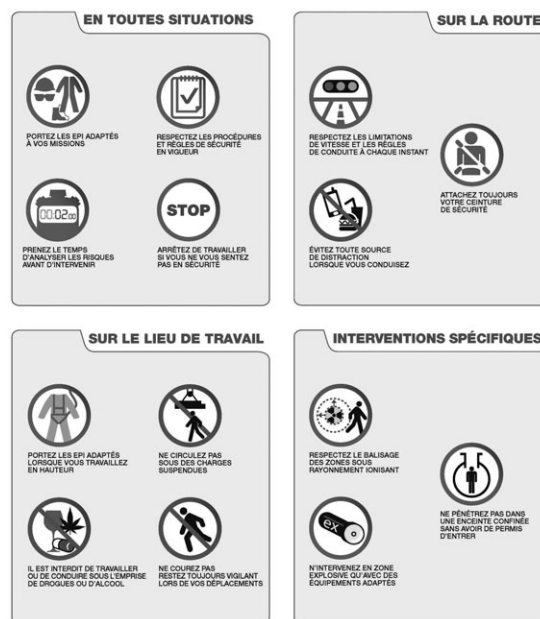 EN TOUTES SITUATIONS
PORTEZ LES EPI ADAPTÉS
À VOS MISSIONS
RESPECTEZ LES PROCÉDURES
ET RÈGLES DE SÉCURITÉ
EN VIGUEUR
00:02:00
PRENEZ LE TEMPS
D'ANALYSER LES RISQUES
AVANT D'INTERVENIR
STOP
ARRÊTEZ DE TRAVAILLER
SI VOUS NE VOUS SENTEZ
PAS EN SÉCURITÉ
SUR LA ROUTE
RESPECTEZ LES LIMITATIONS
DE VITESSE ET LES RÈGLES
DE CONDUITE À CHAQUE INSTANT
ATTACHEZ TOUJOURS
VOTRE CEINTURE
DE SÉCURITÉ
ÉVITEZ TOUTE SOURCE
DE DISTRACTION
LORSQUE VOUS CONDUISEZ
SUR LE LIEU DE TRAVAIL
PORTEZ LES EPI ADAPTÉS
LORSQUE VOUS TRAVAILLEZ
EN HAUTEUR
NE CIRCULEZ PAS
SOUS DES CHARGES
SUSPENDUES
IL EST INTERDIT DE TRAVAILLER
OU DE CONDUIRE SOUS L'EMPRISE
DE DROGUES OU D'ALCOOL
NE COUREZ PAS
RESTEZ TOUJOURS VIGILANT
LORS DE VOS DÉPLACEMENTS
INTERVENTIONS SPÉCIFIQUES
RESPECTEZ LE BALISAGE
DES ZONES SOUS
RAYONNEMENT IONISANT
NE PÉNÉTREZ PAS DANS
UNE ENCEINTE CONFINÉE
SANS AVOIR DE PERMIS
D'ENTRER
ex
N'INTERVENEZ EN ZONE
EXPLOSIVE QU'AVEC DES
ÉQUIPEMENTS ADAPTÉS